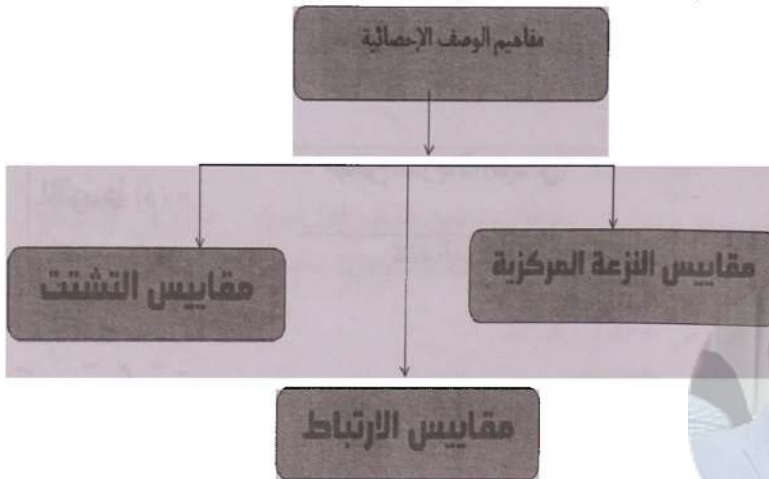 مفاهيم الوصف الإحصائية
مقاييس النزعة المركزية
مقاييس التشتت
مقاييس الارتباط